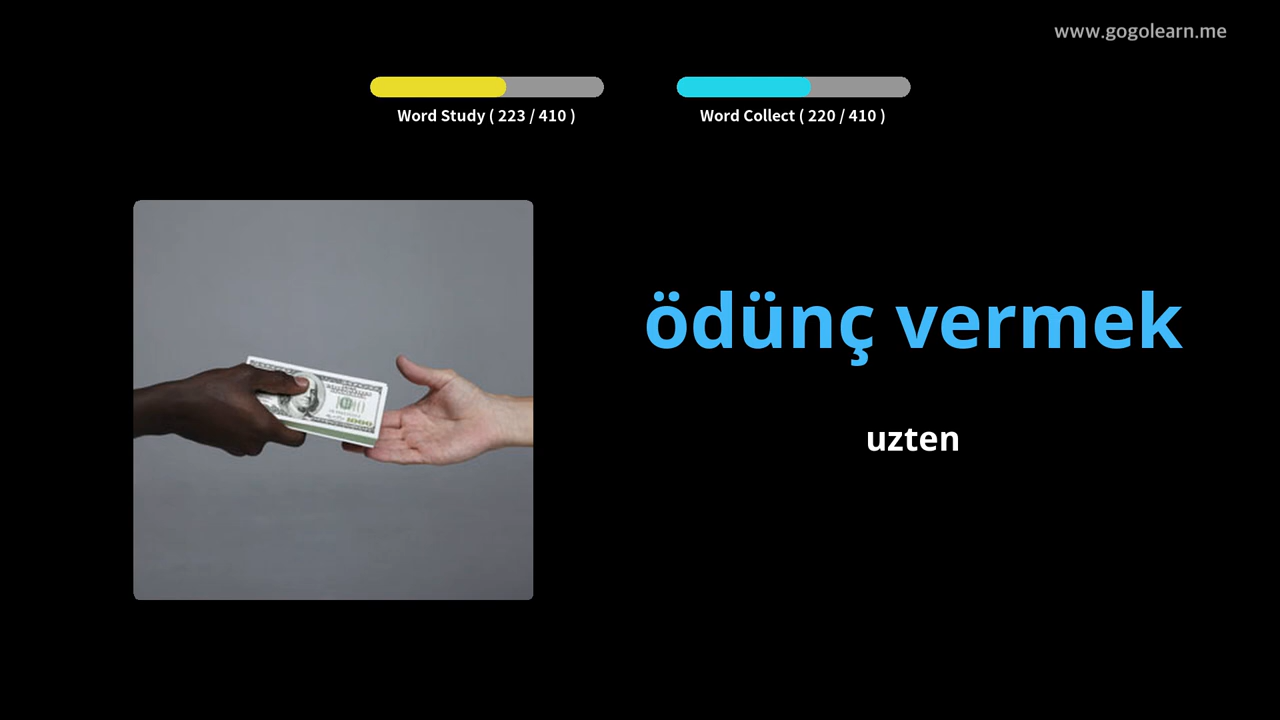 www.gogolearn.me
Word Study ( 223 / 410 )
Word Collect ( 220 / 410 )
ödünç vermek
uzten